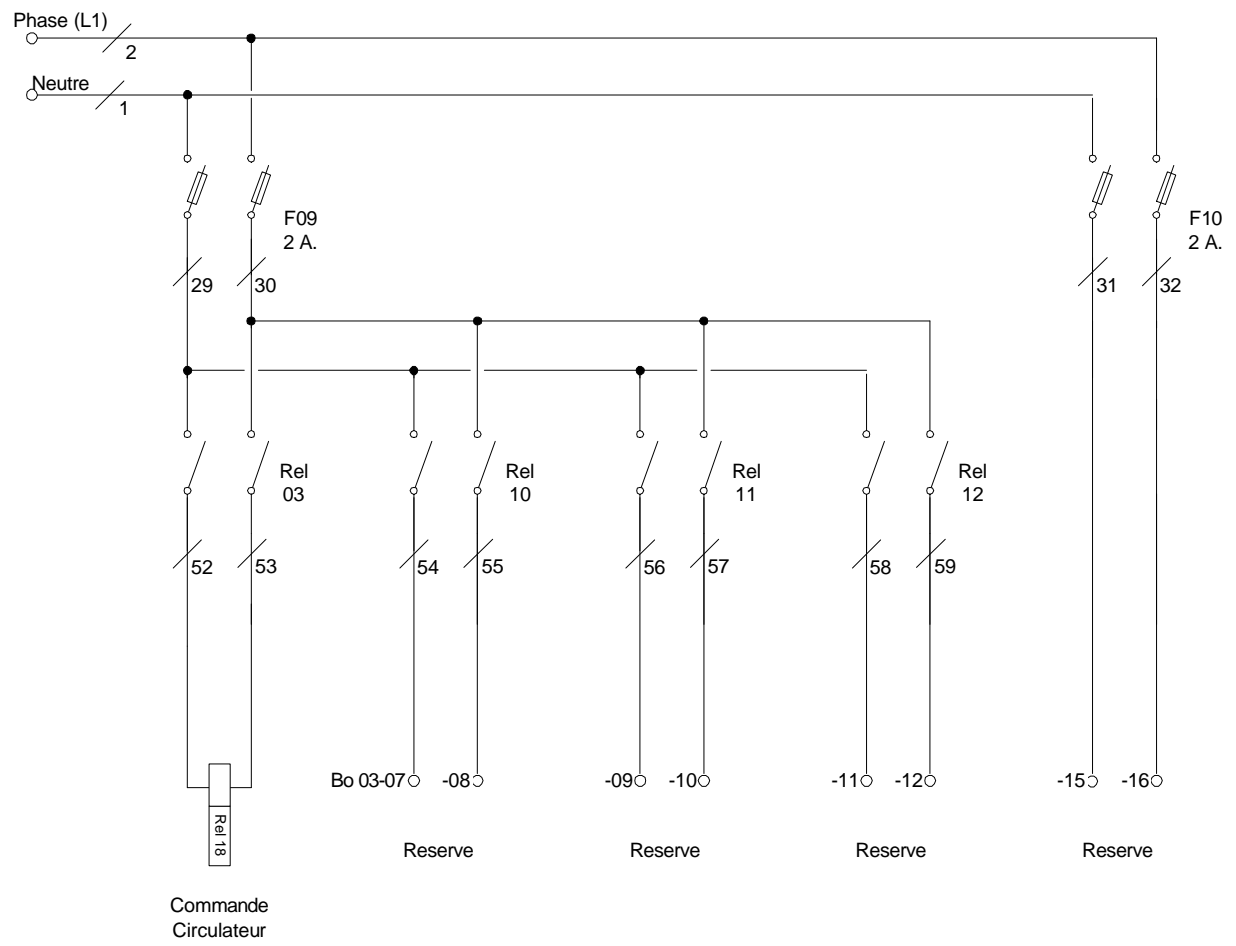 Phase (L1)
2
Neutre
1
F09
2 A.
F10
2 A.
29
30
31
32
Rel
03
Rel
10
Rel
11
Rel
12
52
53
54
55
56
57
58
59
Bo 03-07
-08
-09
-10
-11
-12
-15
-16
Rel 18
Reserve
Reserve
Reserve
Reserve
Commande
Circulateur